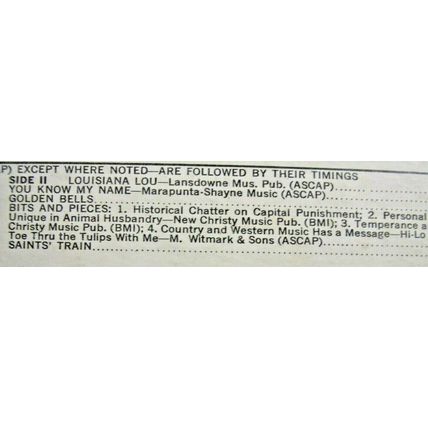 P) EXCEPT WHERE NOTED—ARE FOLLOWED BY THEIR TIMINGS
SIDE II LOUISIANA LOU—Lansdowne Mus. Pub. (ASCAP)
YOU KNOW MY NAME—Marapunta-Shayne Music (ASCAP)
GOLDEN BELLS
BITS AND PIECES: 1. Historical Chatter on Capital Punishment; 2. Personal
Unique in Animal Husbandry—New Christy Music Pub. (BMI); 3. Temperance a
Christy Music Pub. (BMI); 4. Country and Western Music Has a Message—Hi-Lo
Toe Thru the Tulips With Me—M. Witmark & Sons (ASCAP)
SAINTS' TRAIN